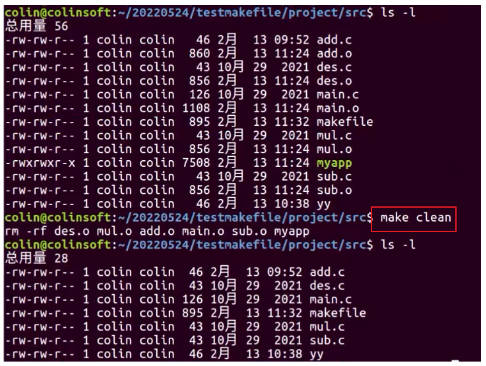 colin@colinsoft:~/20220524/testmakefile/project/src$ ls -l
总用量 56
-rw-rw-r-- 1 colin colin   46 2月  13 09:52 add.c
-rw-rw-r-- 1 colin colin  860 2月  13 11:24 add.o
-rw-rw-r-- 1 colin colin   43 10月 29  2021 des.c
-rw-rw-r-- 1 colin colin  856 2月  13 11:24 des.o
-rw-rw-r-- 1 colin colin  126 10月 29  2021 main.c
-rw-rw-r-- 1 colin colin 1108 2月  13 11:24 main.o
-rw-rw-r-- 1 colin colin  895 2月  13 11:32 makefile
-rw-rw-r-- 1 colin colin   43 10月 29  2021 mul.c
-rw-rw-r-- 1 colin colin  856 2月  13 11:24 mul.o
-rwxrwxr-x 1 colin colin 7508 2月  13 11:24 myapp
-rw-rw-r-- 1 colin colin   43 10月 29  2021 sub.c
-rw-rw-r-- 1 colin colin  856 2月  13 11:24 sub.o
-rw-rw-r-- 1 colin colin   46 2月  13 10:38 yy
colin@colinsoft:~/20220524/testmakefile/project/src$ make clean
rm -rf des.o mul.o add.o main.o sub.o myapp
colin@colinsoft:~/20220524/testmakefile/project/src$ ls -l
总用量 28
-rw-rw-r-- 1 colin colin  46 2月  13 09:52 add.c
-rw-rw-r-- 1 colin colin  43 10月 29  2021 des.c
-rw-rw-r-- 1 colin colin 126 10月 29  2021 main.c
-rw-rw-r-- 1 colin colin 895 2月  13 11:32 makefile
-rw-rw-r-- 1 colin colin  43 10月 29  2021 mul.c
-rw-rw-r-- 1 colin colin  43 10月 29  2021 sub.c
-rw-rw-r-- 1 colin colin  46 2月  13 10:38 yy